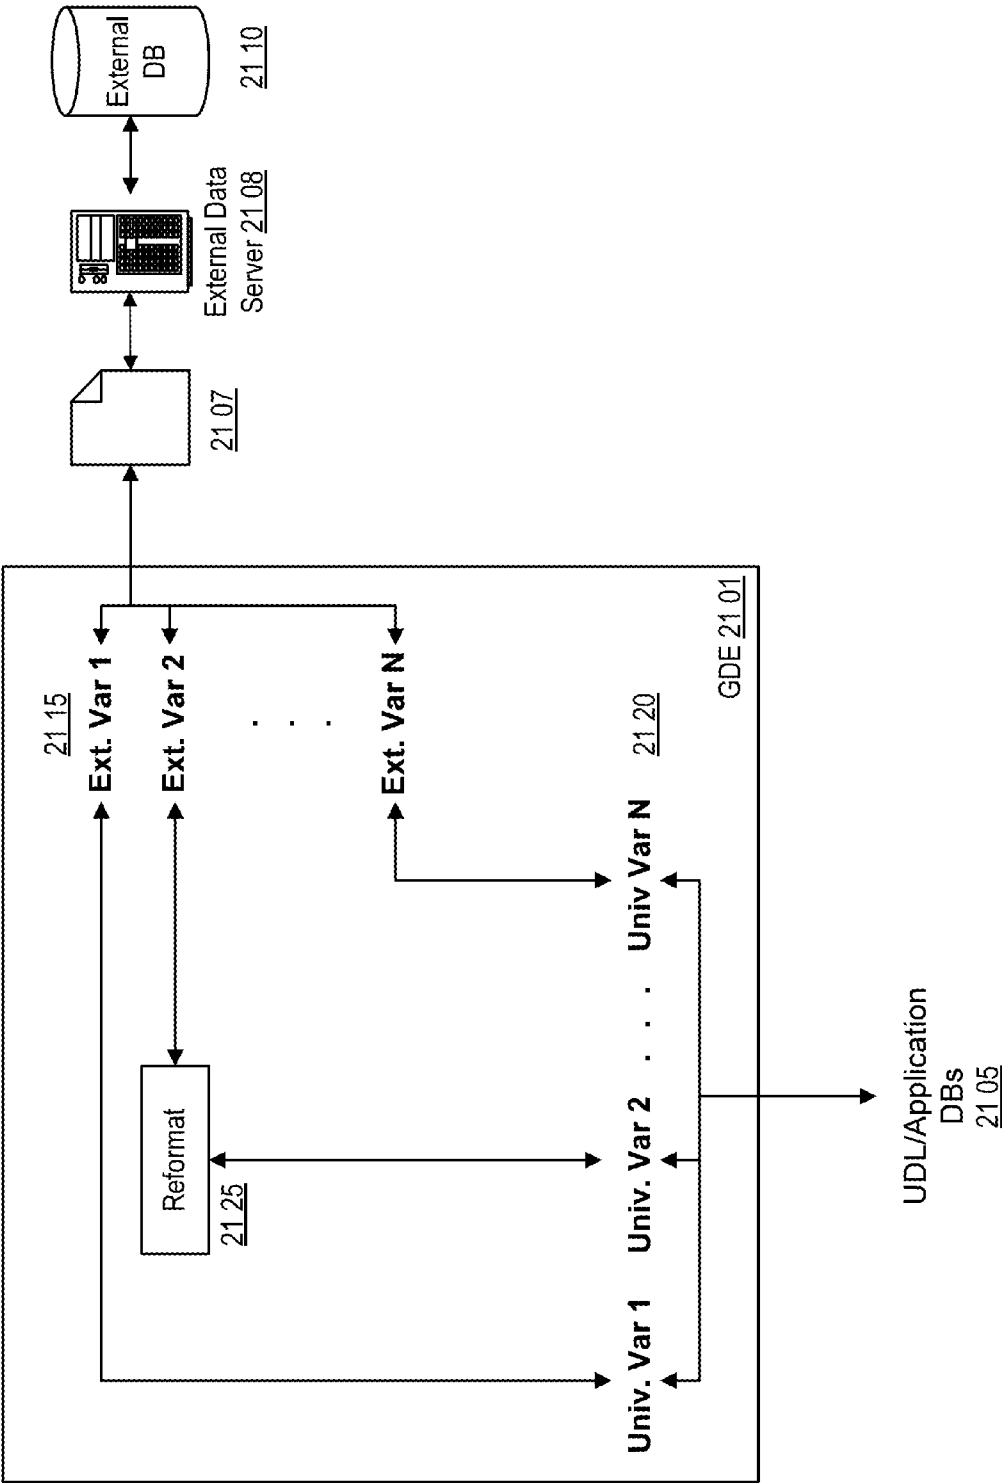 External
DB
21 10
External Data
Server 21 08
21 07
GDE 21 01
21 15
Ext. Var 1
Ext. Var 2
. . .
Ext. Var N
21 20
Reformat
21 25
Univ. Var 1
Univ. Var 2
. . .
Univ Var N
UDL/Application
DBs
21 05